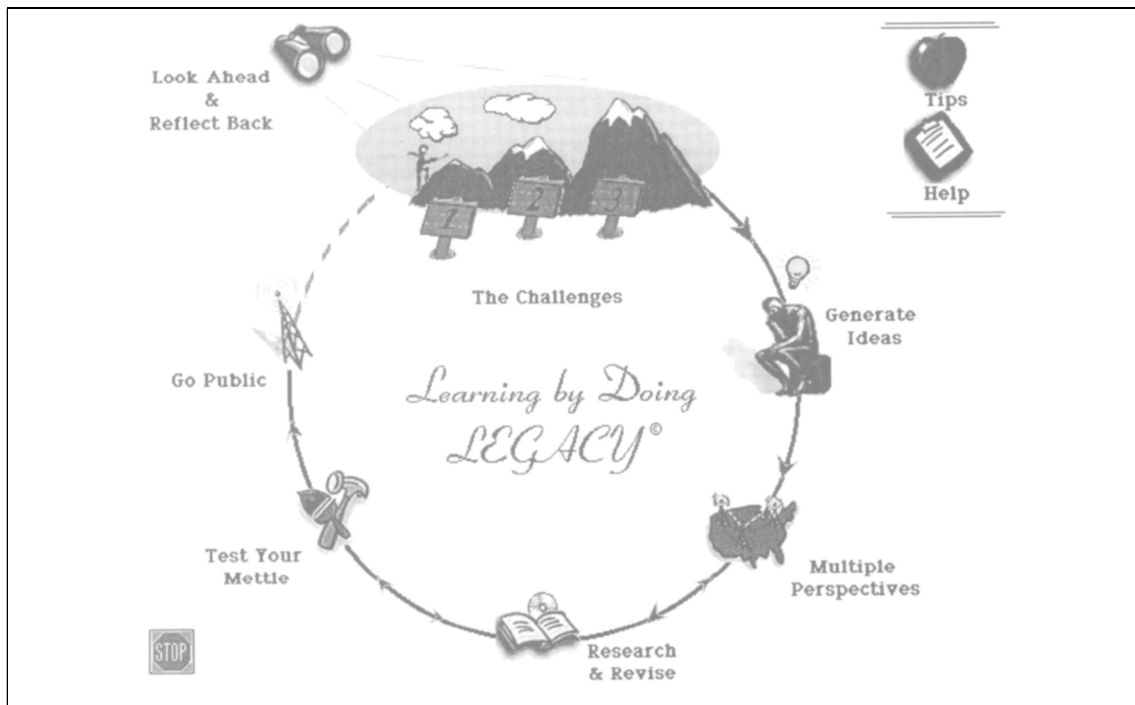 Look Ahead
&
Reflect Back
Tips
Help
1
2
3
The Challenges
Generate
Ideas
Go Public
Learning by Doing
LEGACY©
Test Your
Mettle
Multiple
Perspectives
Research
& Revise
STOP